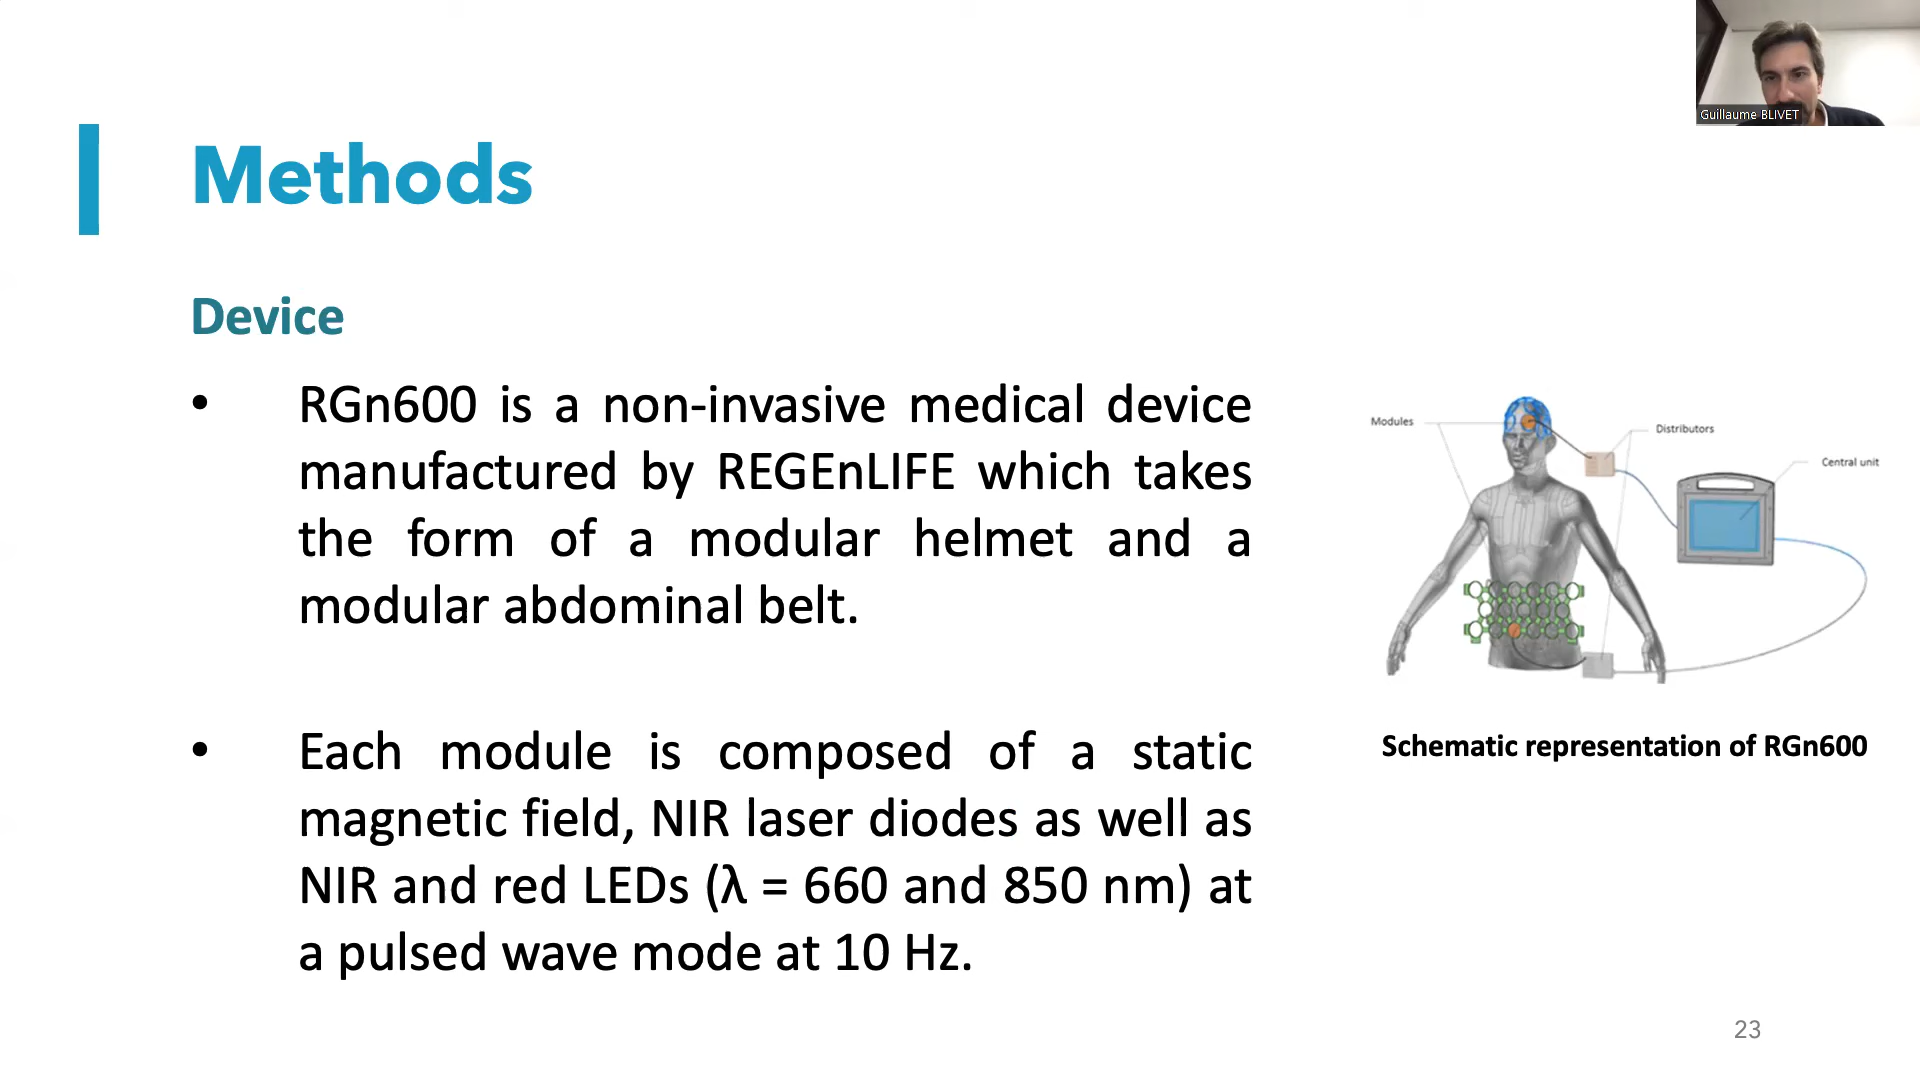 Guillaume BLIVET
Methods
Device
• RGn600 is a non-invasive medical device
manufactured by REGEnLIFE which takes
the form of a modular helmet and a
modular abdominal belt.
• Each module is composed of a static
magnetic field, NIR laser diodes as well as
NIR and red LEDs (λ = 660 and 850 nm) at
a pulsed wave mode at 10 Hz.
Modules
Distributors
Central unit
Schematic representation of RGn600
23